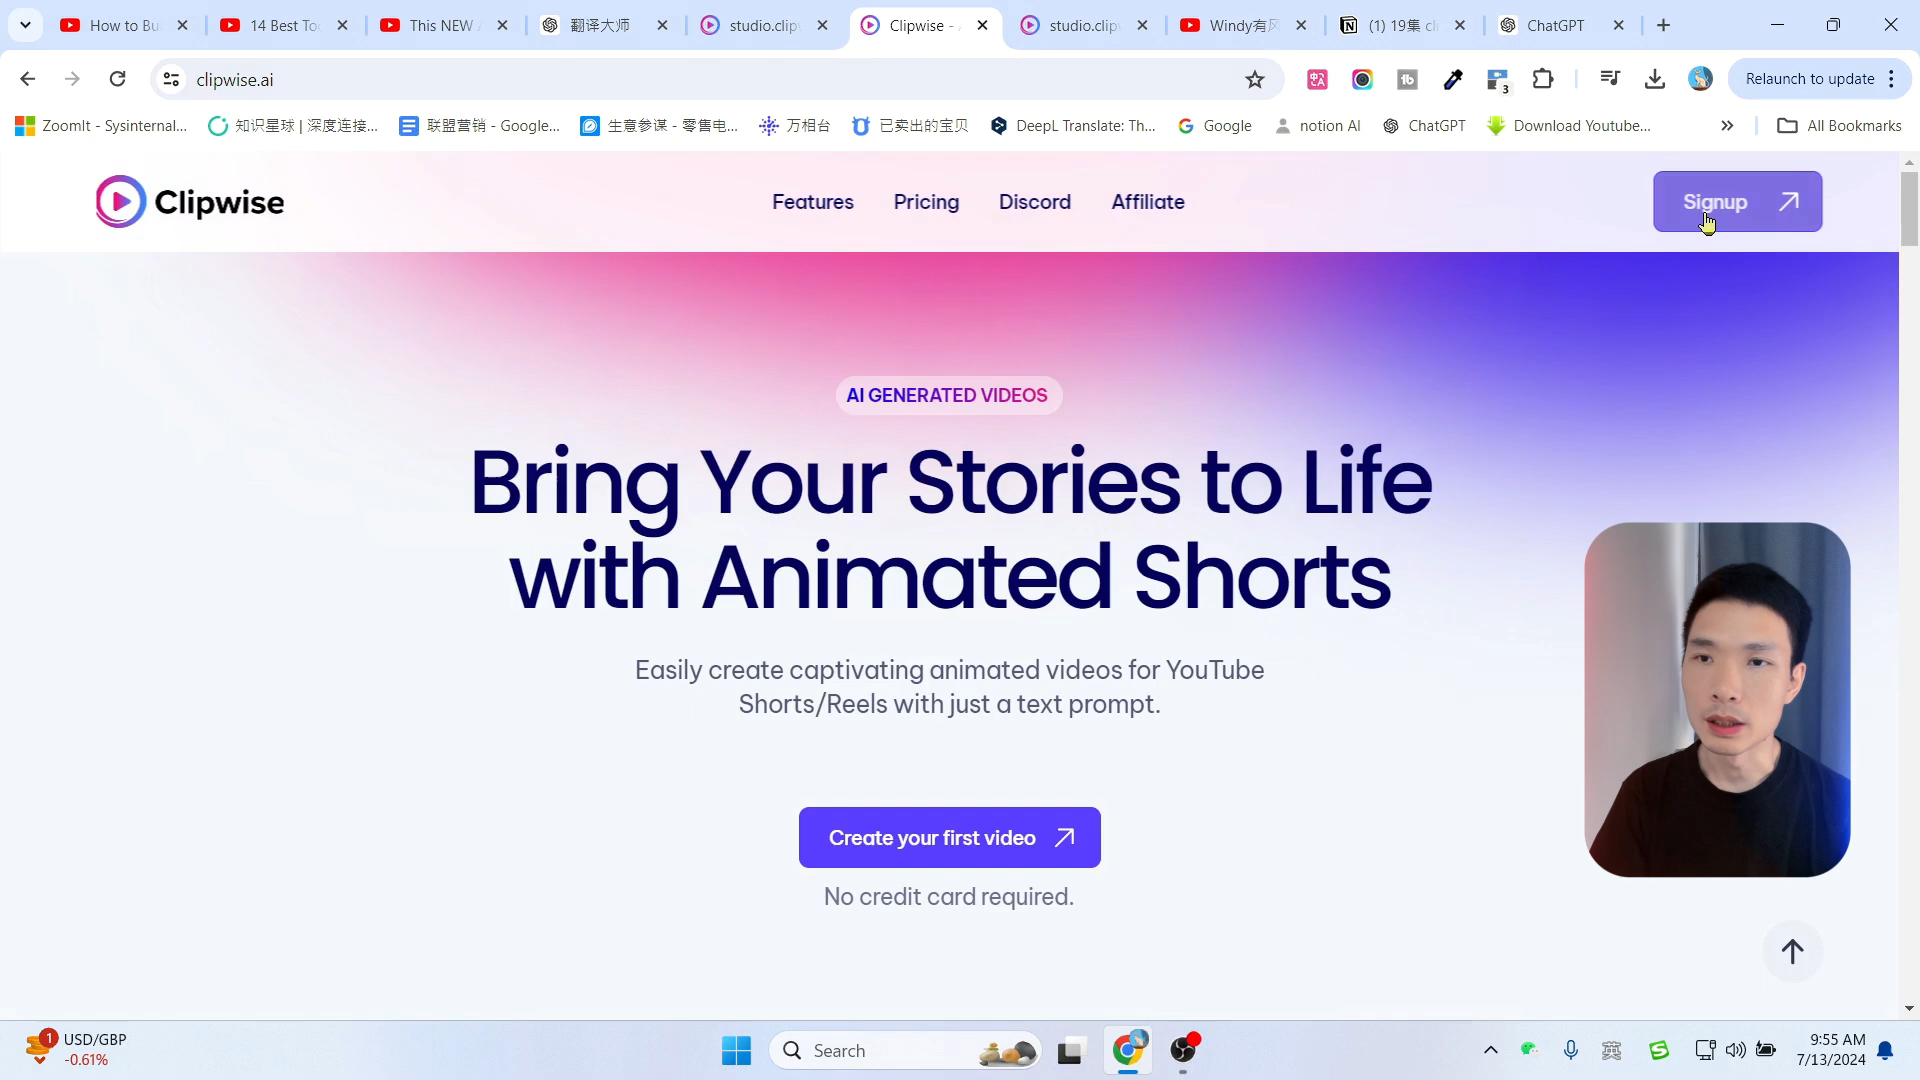 How to Bu
14 Best To
This NEW
翻译大师
studio.clip
Clipwise -
studio.clip
Windy有
(1) 19集 cl
ChatGPT
clipwise.ai
3
Relaunch to update
ZoomIt - Sysinternal...
知识星球 | 深度连接...
联盟营销 - Google...
生意参谋 - 零售电...
万相台
已卖出的宝贝
DeepL Translate: Th...
Google
notion AI
ChatGPT
Download Youtube...
All Bookmarks
Clipwise
Features
Pricing
Discord
Affiliate
Signup
AI GENERATED VIDEOS
Bring Your Stories to Life
with Animated Shorts
Easily create captivating animated videos for YouTube
Shorts/Reels with just a text prompt.
Create your first video
No credit card required.
1
USD/GBP
-0.61%
Search
英
9:55 AM
7/13/2024